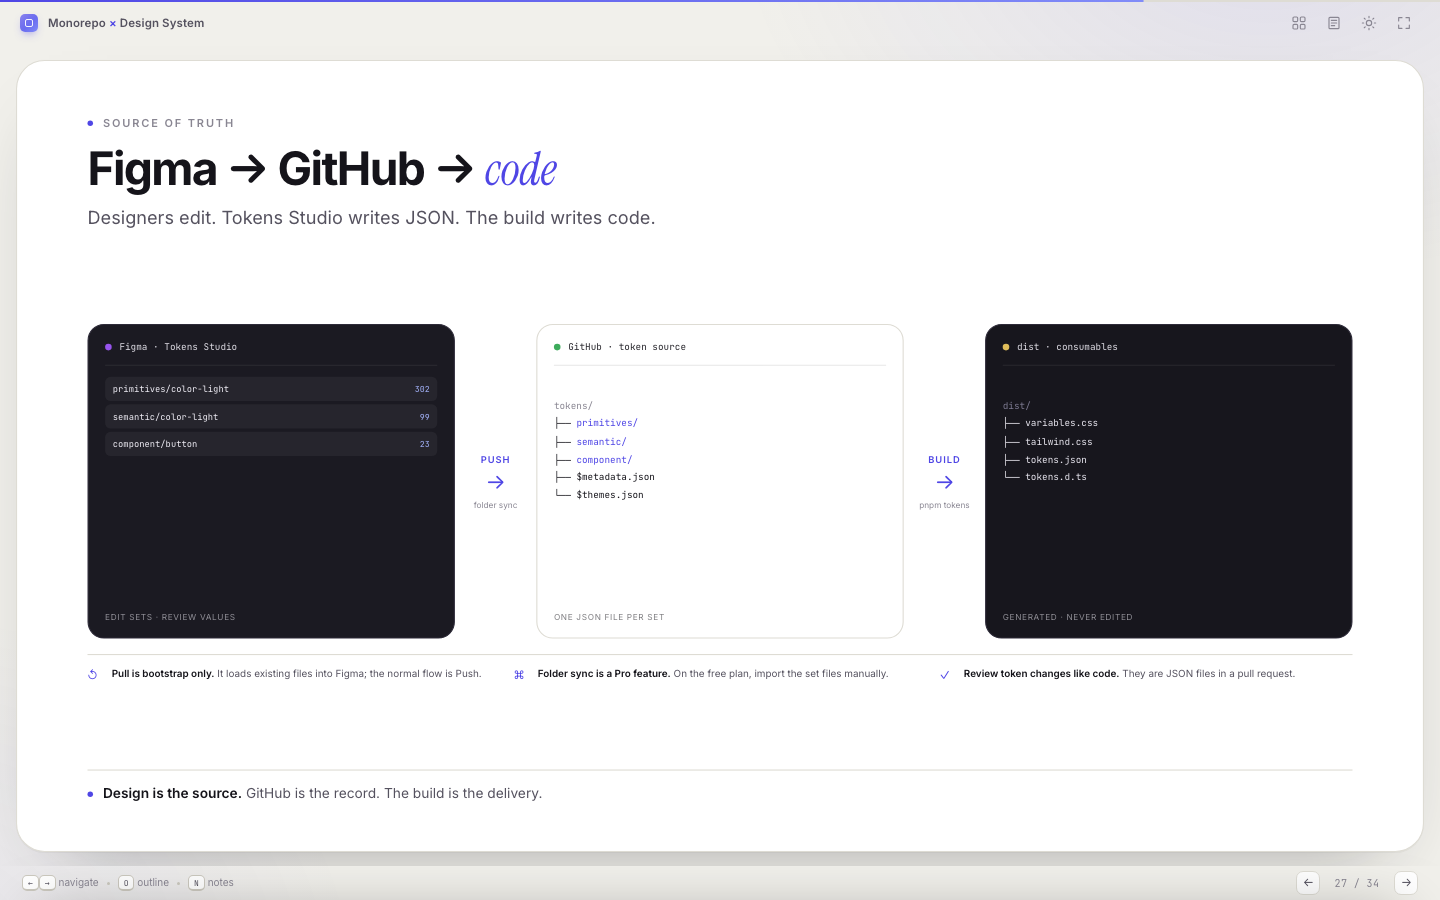 Monorepo × Design System
SOURCE OF TRUTH
Figma → GitHub → code
Designers edit. Tokens Studio writes JSON. The build writes code.
Figma · Tokens Studio
primitives/color-light 302
semantic/color-light 99
component/button 23
EDIT SETS · REVIEW VALUES
PUSH
→
folder sync
GitHub · token source
tokens/
├── primitives/
├── semantic/
├── component/
├── $metadata.json
└── $themes.json
ONE JSON FILE PER SET
BUILD
→
pnpm tokens
dist · consumables
dist/
├── variables.css
├── tailwind.css
├── tokens.json
└── tokens.d.ts
GENERATED · NEVER EDITED
Pull is bootstrap only. It loads existing files into Figma; the normal flow is Push.
⌘ Folder sync is a Pro feature. On the free plan, import the set files manually.
✓ Review token changes like code. They are JSON files in a pull request.
Design is the source. GitHub is the record. The build is the delivery.
← → navigate · O outline · N notes
← 27 / 34 →